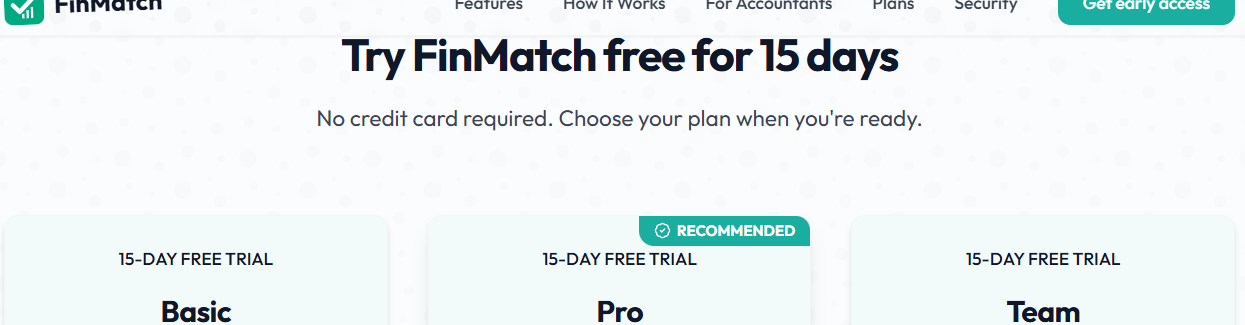 FinMatch Features How It Works For Accountants Plans Security Get early access
Try FinMatch free for 15 days
No credit card required. Choose your plan when you're ready.
RECOMMENDED
15-DAY FREE TRIAL 15-DAY FREE TRIAL 15-DAY FREE TRIAL
Basic Pro Team